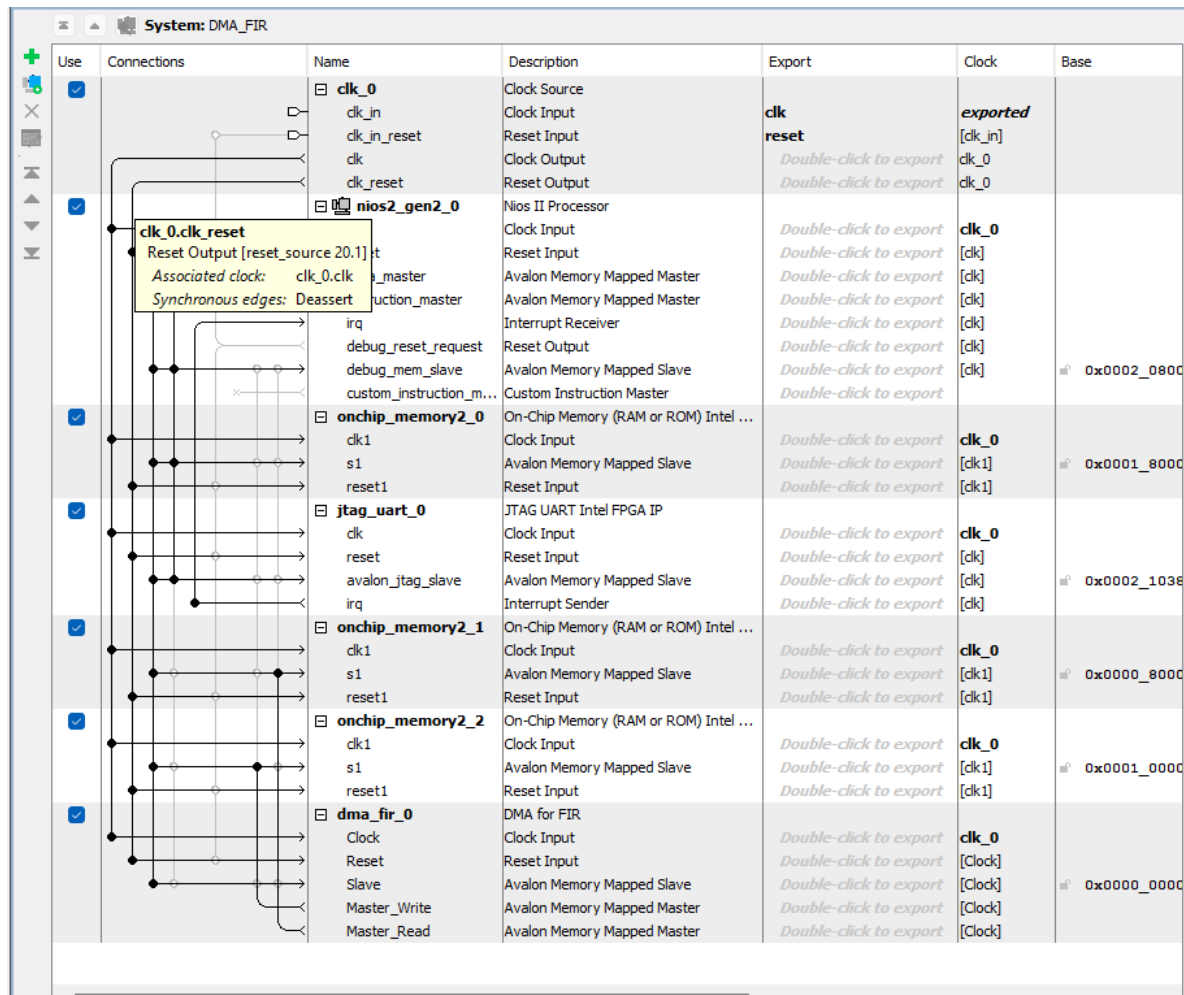 System: DMA_FIR
Use Connections Name Description Export Clock Base
clk_0 Clock Source
clk_in Clock Input clk exported
clk_in_reset Reset Input reset [clk_in]
clk Clock Output Double-click to export clk_0
clk_reset Reset Output Double-click to export clk_0
nios2_gen2_0 Nios II Processor
clk_0.clk_reset Clock Input Double-click to export clk_0
Reset Output [reset_source 20.1] Reset Input Double-click to export [clk]
Associated clock: clk_0.clk _master Avalon Memory Mapped Master Double-click to export [clk]
Synchronous edges: Deassert ruction_master Avalon Memory Mapped Master Double-click to export [clk]
irq Interrupt Receiver Double-click to export [clk]
debug_reset_request Reset Output Double-click to export [clk]
debug_mem_slave Avalon Memory Mapped Slave Double-click to export [clk] 0x0002_0800
custom_instruction_m... Custom Instruction Master Double-click to export
onchip_memory2_0 On-Chip Memory (RAM or ROM) Intel ...
clk1 Clock Input Double-click to export clk_0
s1 Avalon Memory Mapped Slave Double-click to export [clk1] 0x0001_8000
reset1 Reset Input Double-click to export [clk1]
jtag_uart_0 JTAG UART Intel FPGA IP
clk Clock Input Double-click to export clk_0
reset Reset Input Double-click to export [clk]
avalon_jtag_slave Avalon Memory Mapped Slave Double-click to export [clk] 0x0002_1038
irq Interrupt Sender Double-click to export [clk]
onchip_memory2_1 On-Chip Memory (RAM or ROM) Intel ...
clk1 Clock Input Double-click to export clk_0
s1 Avalon Memory Mapped Slave Double-click to export [clk1] 0x0000_8000
reset1 Reset Input Double-click to export [clk1]
onchip_memory2_2 On-Chip Memory (RAM or ROM) Intel ...
clk1 Clock Input Double-click to export clk_0
s1 Avalon Memory Mapped Slave Double-click to export [clk1] 0x0001_0000
reset1 Reset Input Double-click to export [clk1]
dma_fir_0 DMA for FIR
Clock Clock Input Double-click to export clk_0
Reset Reset Input Double-click to export [Clock]
Slave Avalon Memory Mapped Slave Double-click to export [Clock] 0x0000_0000
Master_Write Avalon Memory Mapped Master Double-click to export [Clock]
Master_Read Avalon Memory Mapped Master Double-click to export [Clock]